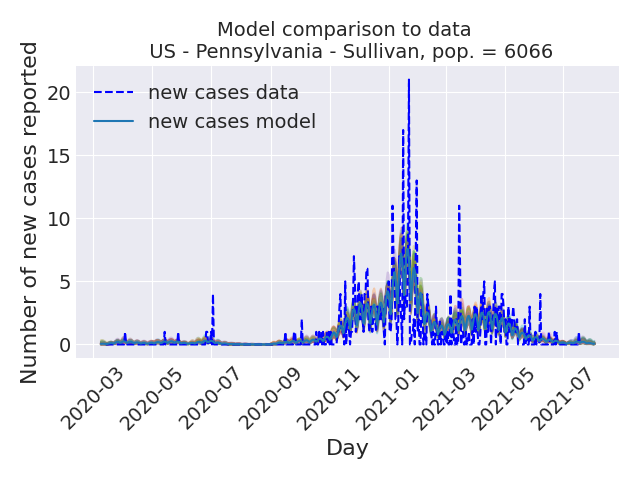 Model comparison to data
US - Pennsylvania - Sullivan, pop. = 6066
Number of new cases reported
20
15
10
5
0
new cases data
new cases model
2020-03
2020-05
2020-07
2020-09
2020-11
2021-01
2021-03
2021-05
2021-07
Day